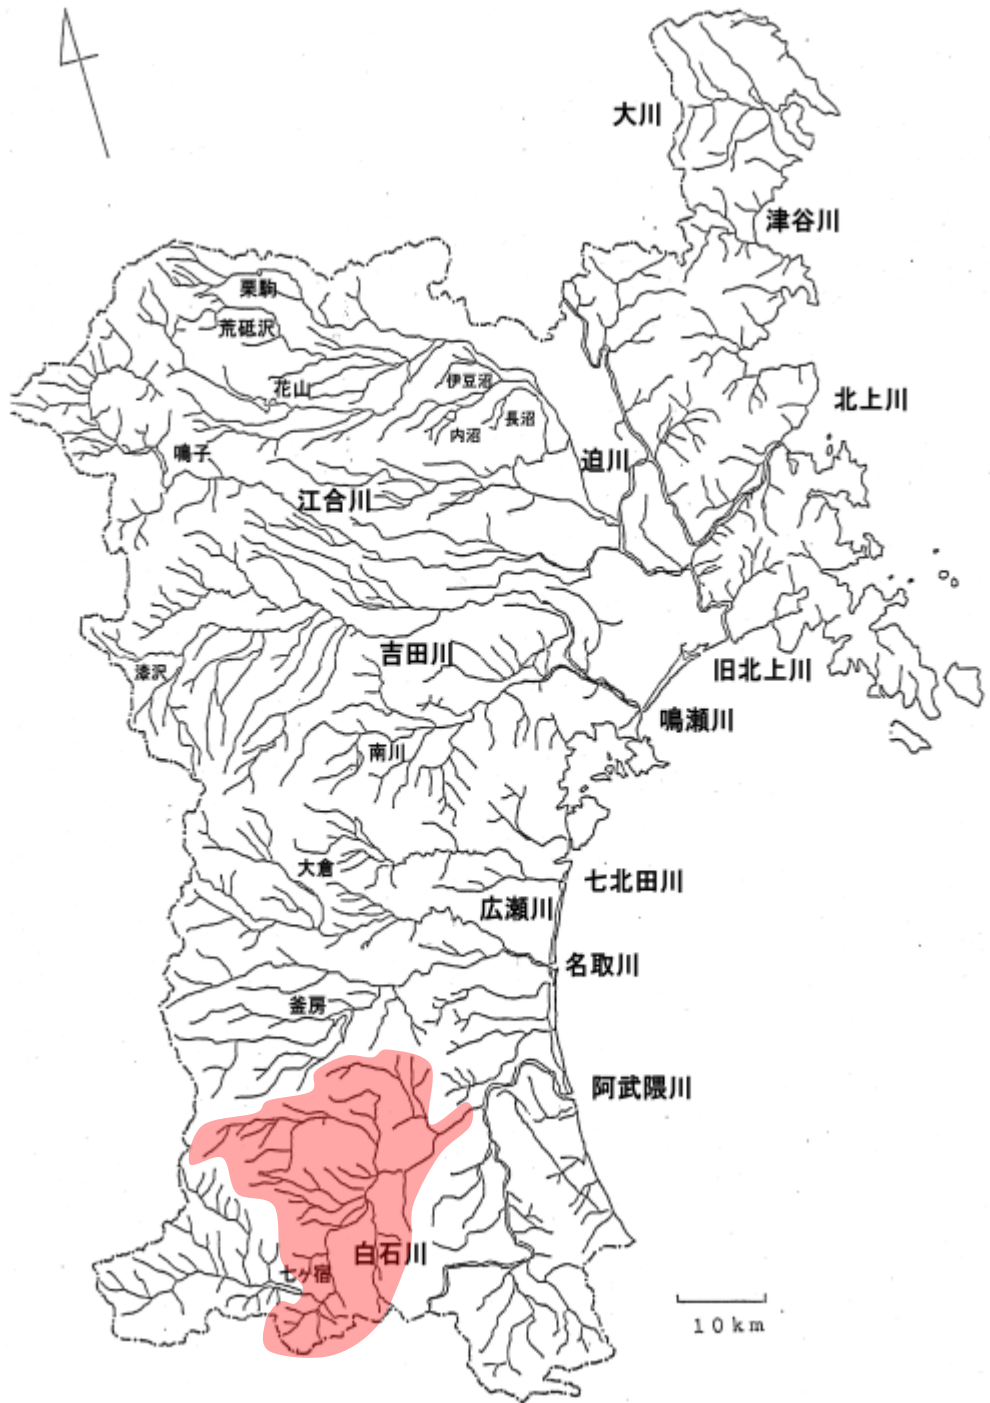 大川
津谷川
栗駒
荒砥沢
花山
伊豆沼
長沼
内沼
北上川
鳴子
迫川
江合川
吉田川
漆沢
旧北上川
鳴瀬川
南川
大倉
七北田川
広瀬川
名取川
釜房
阿武隈川
白石川
七ヶ宿
10km